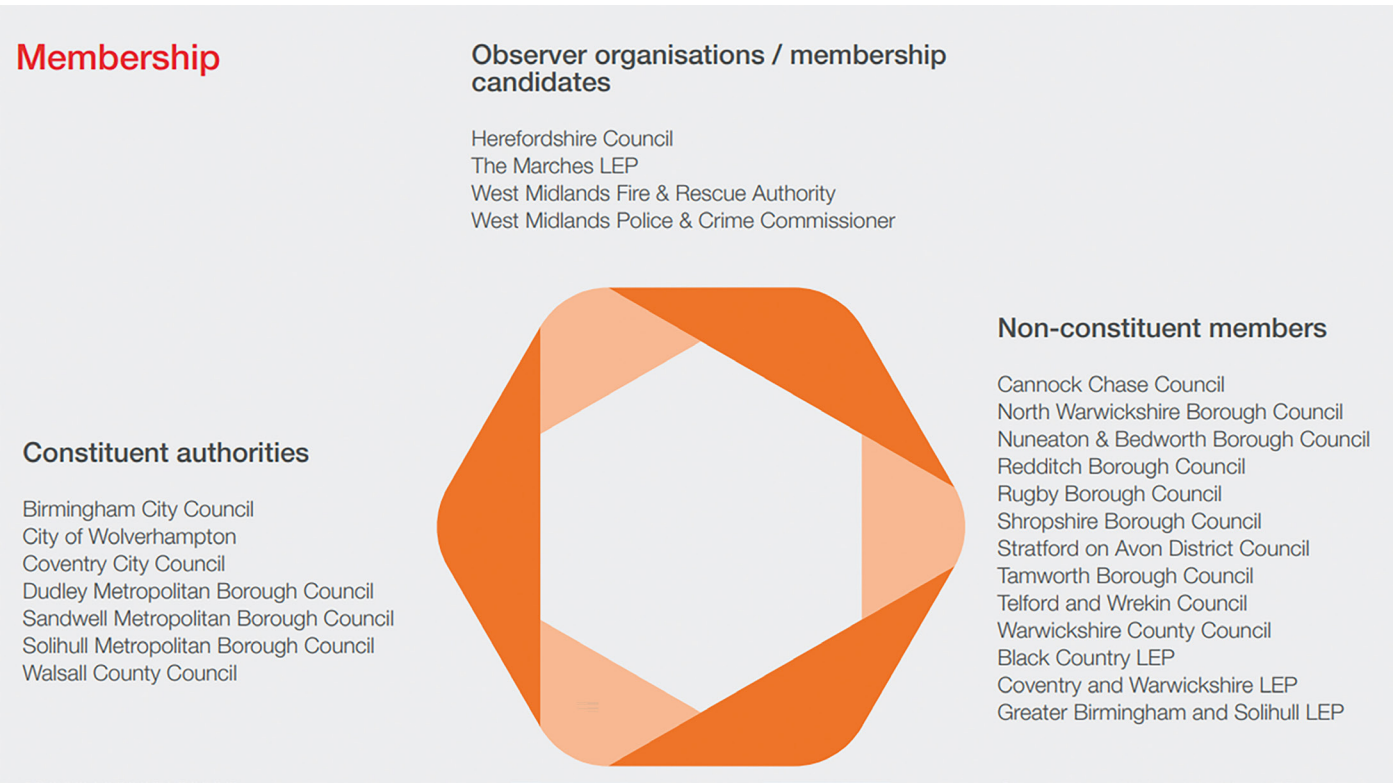 Membership
Observer organisations / membership
candidates
Herefordshire Council
The Marches LEP
West Midlands Fire & Rescue Authority
West Midlands Police & Crime Commissioner
Constituent authorities
Birmingham City Council
City of Wolverhampton
Coventry City Council
Dudley Metropolitan Borough Council
Sandwell Metropolitan Borough Council
Solihull Metropolitan Borough Council
Walsall County Council
Non-constituent members
Cannock Chase Council
North Warwickshire Borough Council
Nuneaton & Bedworth Borough Council
Redditch Borough Council
Rugby Borough Council
Shropshire Borough Council
Stratford on Avon District Council
Tamworth Borough Council
Telford and Wrekin Council
Warwickshire County Council
Black Country LEP
Coventry and Warwickshire LEP
Greater Birmingham and Solihull LEP